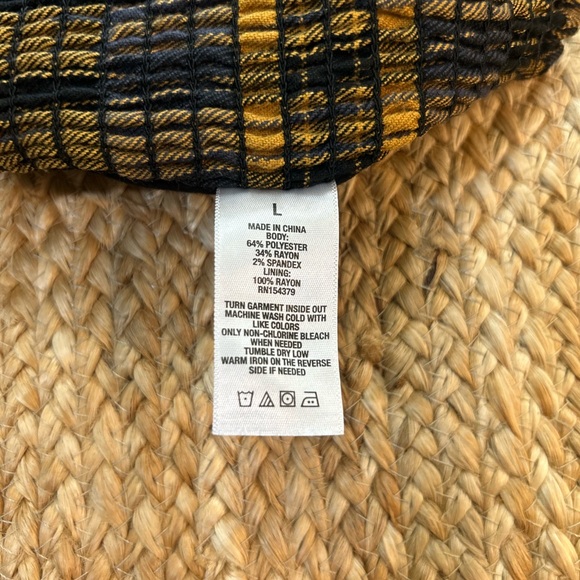 L
MADE IN CHINA
BODY:
64% POLYESTER
34% RAYON
2% SPANDEX
LINING:
100% RAYON
RN154379
TURN GARMENT INSIDE OUT
MACHINE WASH COLD WITH
LIKE COLORS
ONLY NON-CHLORINE BLEACH
WHEN NEEDED
TUMBLE DRY LOW
WARM IRON ON THE REVERSE
SIDE IF NEEDED